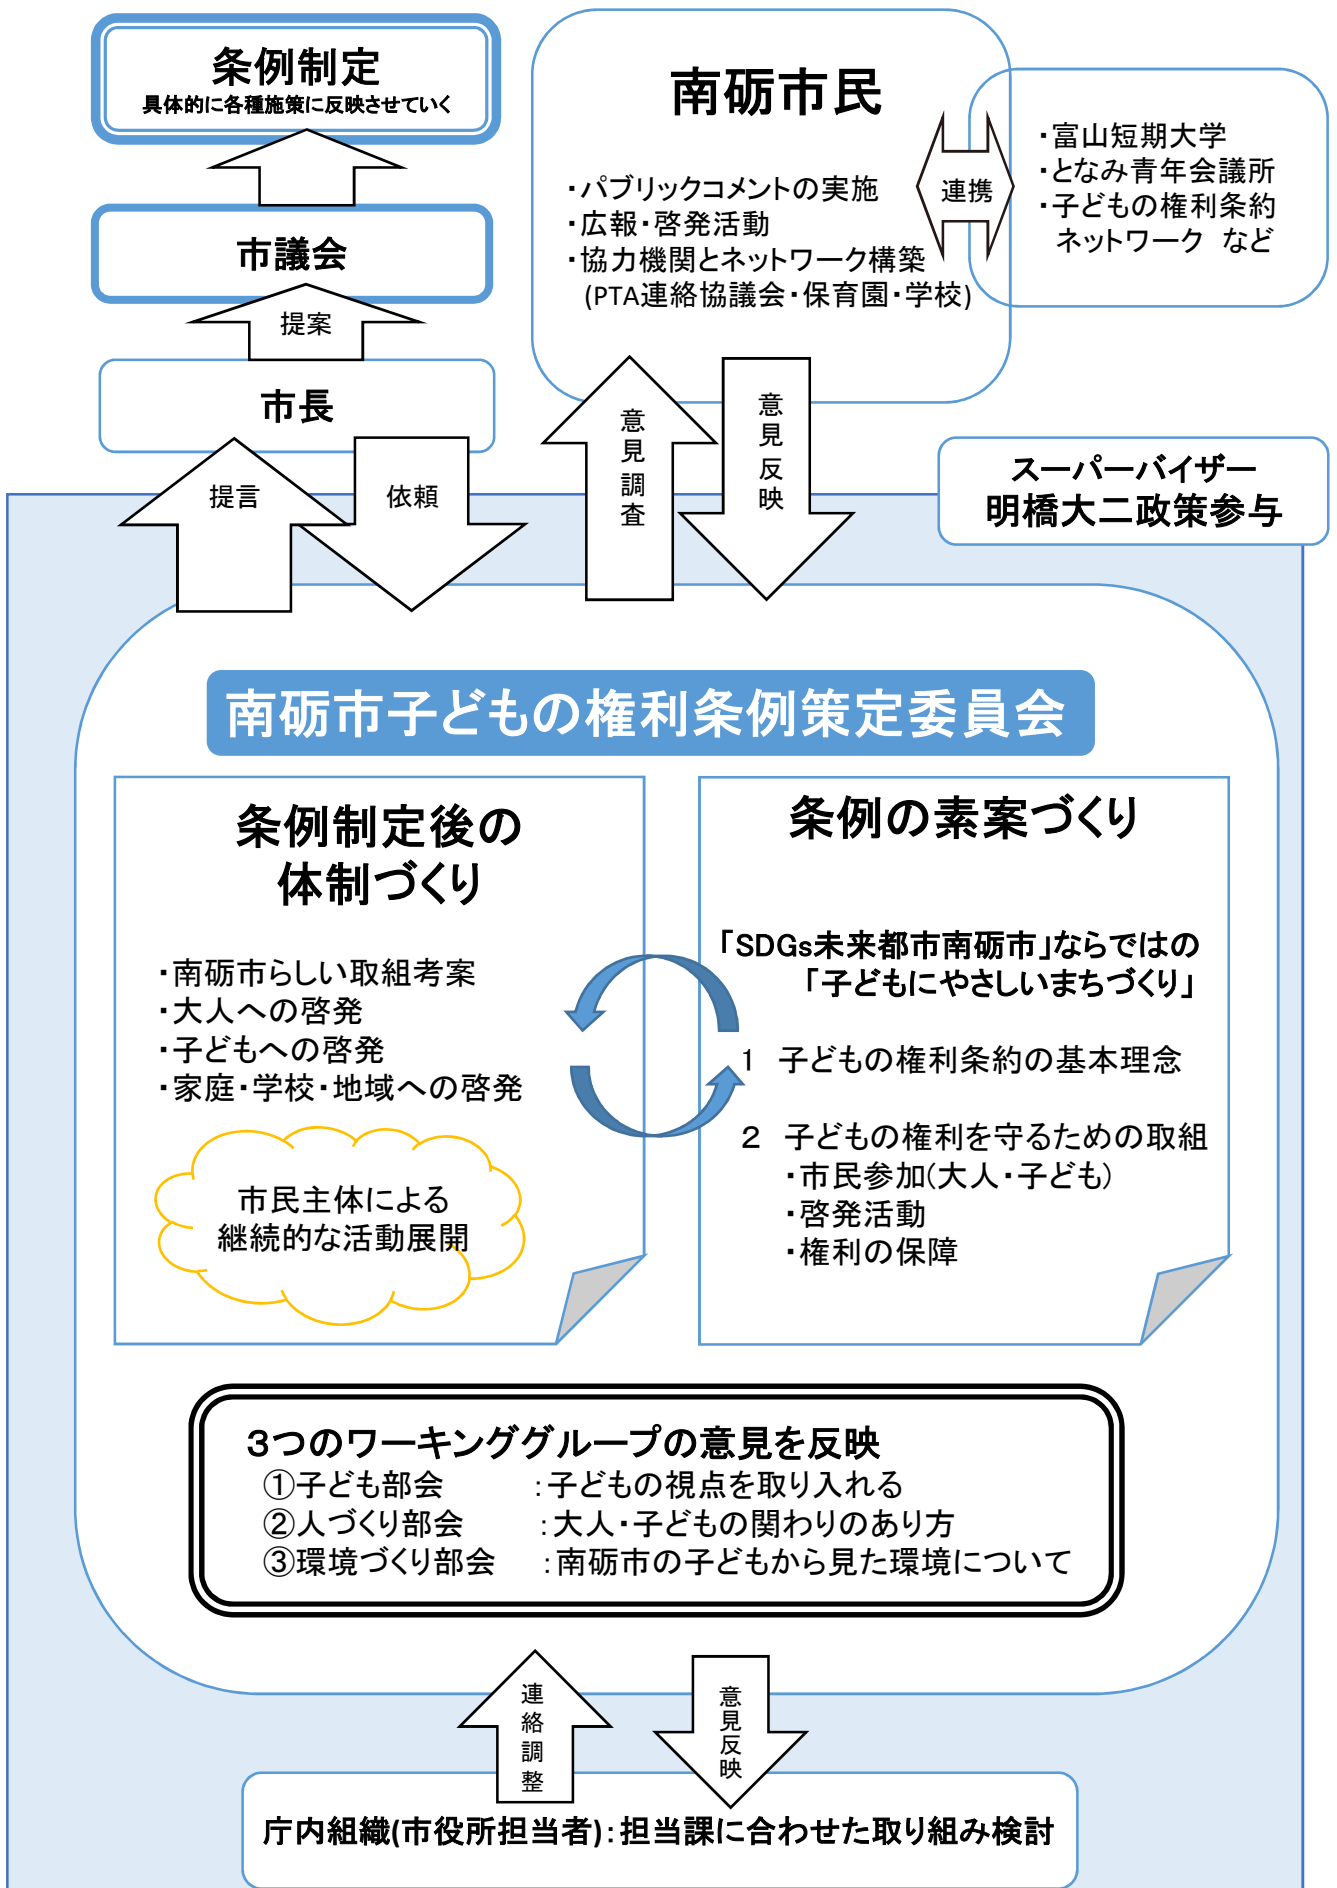 条例制定
具体的に各種施策に反映させていく
市議会
提案
市長
提言
依頼
南砺市民
・パブリックコメントの実施
・広報・啓発活動
・協力機関とネットワーク構築
(PTA連絡協議会・保育園・学校)
連携
・富山短期大学
・となみ青年会議所
・子どもの権利条約
ネットワーク など
意見調査
意見反映
スーパーバイザー
明橋大二政策参与
南砺市子どもの権利条例策定委員会
条例制定後の
体制づくり
・南砺市らしい取組考案
・大人への啓発
・子どもへの啓発
・家庭・学校・地域への啓発
市民主体による
継続的な活動展開
条例の素案づくり
「SDGs未来都市南砺市」ならではの
「子どもにやさしいまちづくり」
1 子どもの権利条約の基本理念
2 子どもの権利を守るための取組
・市民参加(大人・子ども)
・啓発活動
・権利の保障
3つのワーキンググループの意見を反映
①子ども部会 :子どもの視点を取り入れる
②人づくり部会 :大人・子どもの関わりのあり方
③環境づくり部会 :南砺市の子どもから見た環境について
連絡調整
意見反映
庁内組織(市役所担当者):担当課に合わせた取り組み検討